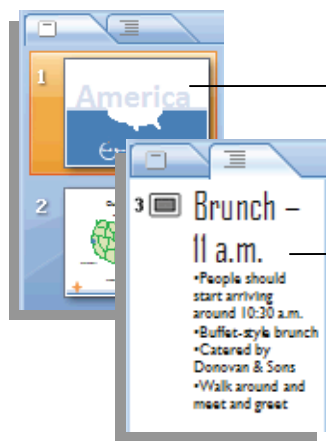 1
America
2
3
Brunch –
11 a.m.
•People should
start arriving
around 10:30 a.m.
•Buffet-style brunch
•Catered by
Donovan & Sons
•Walk around and
meet and greet